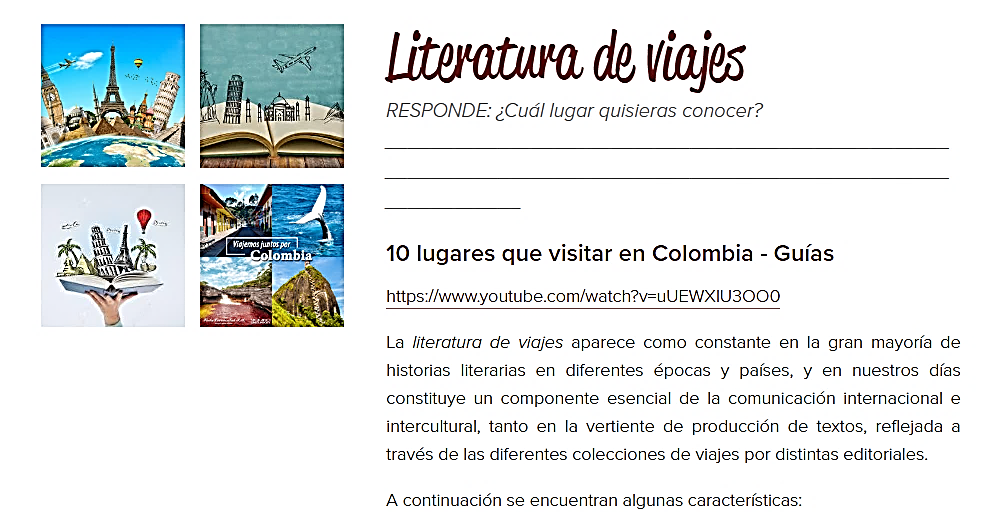 Literatura de viajes
RESPONDE: ¿Cuál lugar quisieras conocer?
Viajemos juntos por
Colombia
10 lugares que visitar en Colombia - Guías
https://www.youtube.com/watch?v=uUEWXIU3OO0
La literatura de viajes aparece como constante en la gran mayoría de
historias literarias en diferentes épocas y países, y en nuestros días
constituye un componente esencial de la comunicación internacional e
intercultural, tanto en la vertiente de producción de textos, reflejada a
través de las diferentes colecciones de viajes por distintas editoriales.
A continuación se encuentran algunas características: